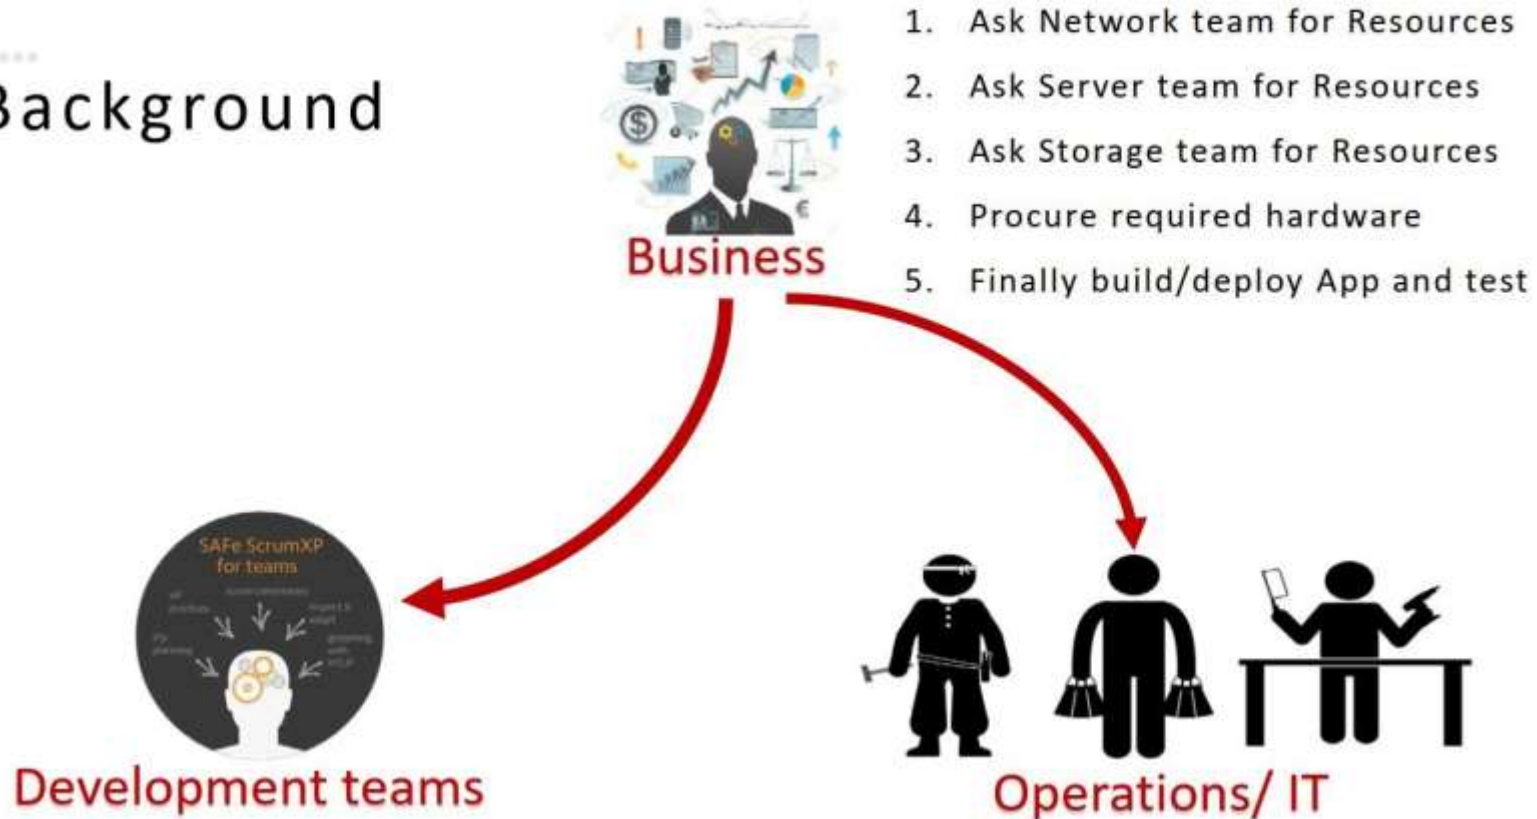 Background
1. Ask Network team for Resources
2. Ask Server team for Resources
3. Ask Storage team for Resources
4. Procure required hardware
5. Finally build/deploy App and test
Business
SAFe ScrumXP
for teams
Development teams
Operations/ IT